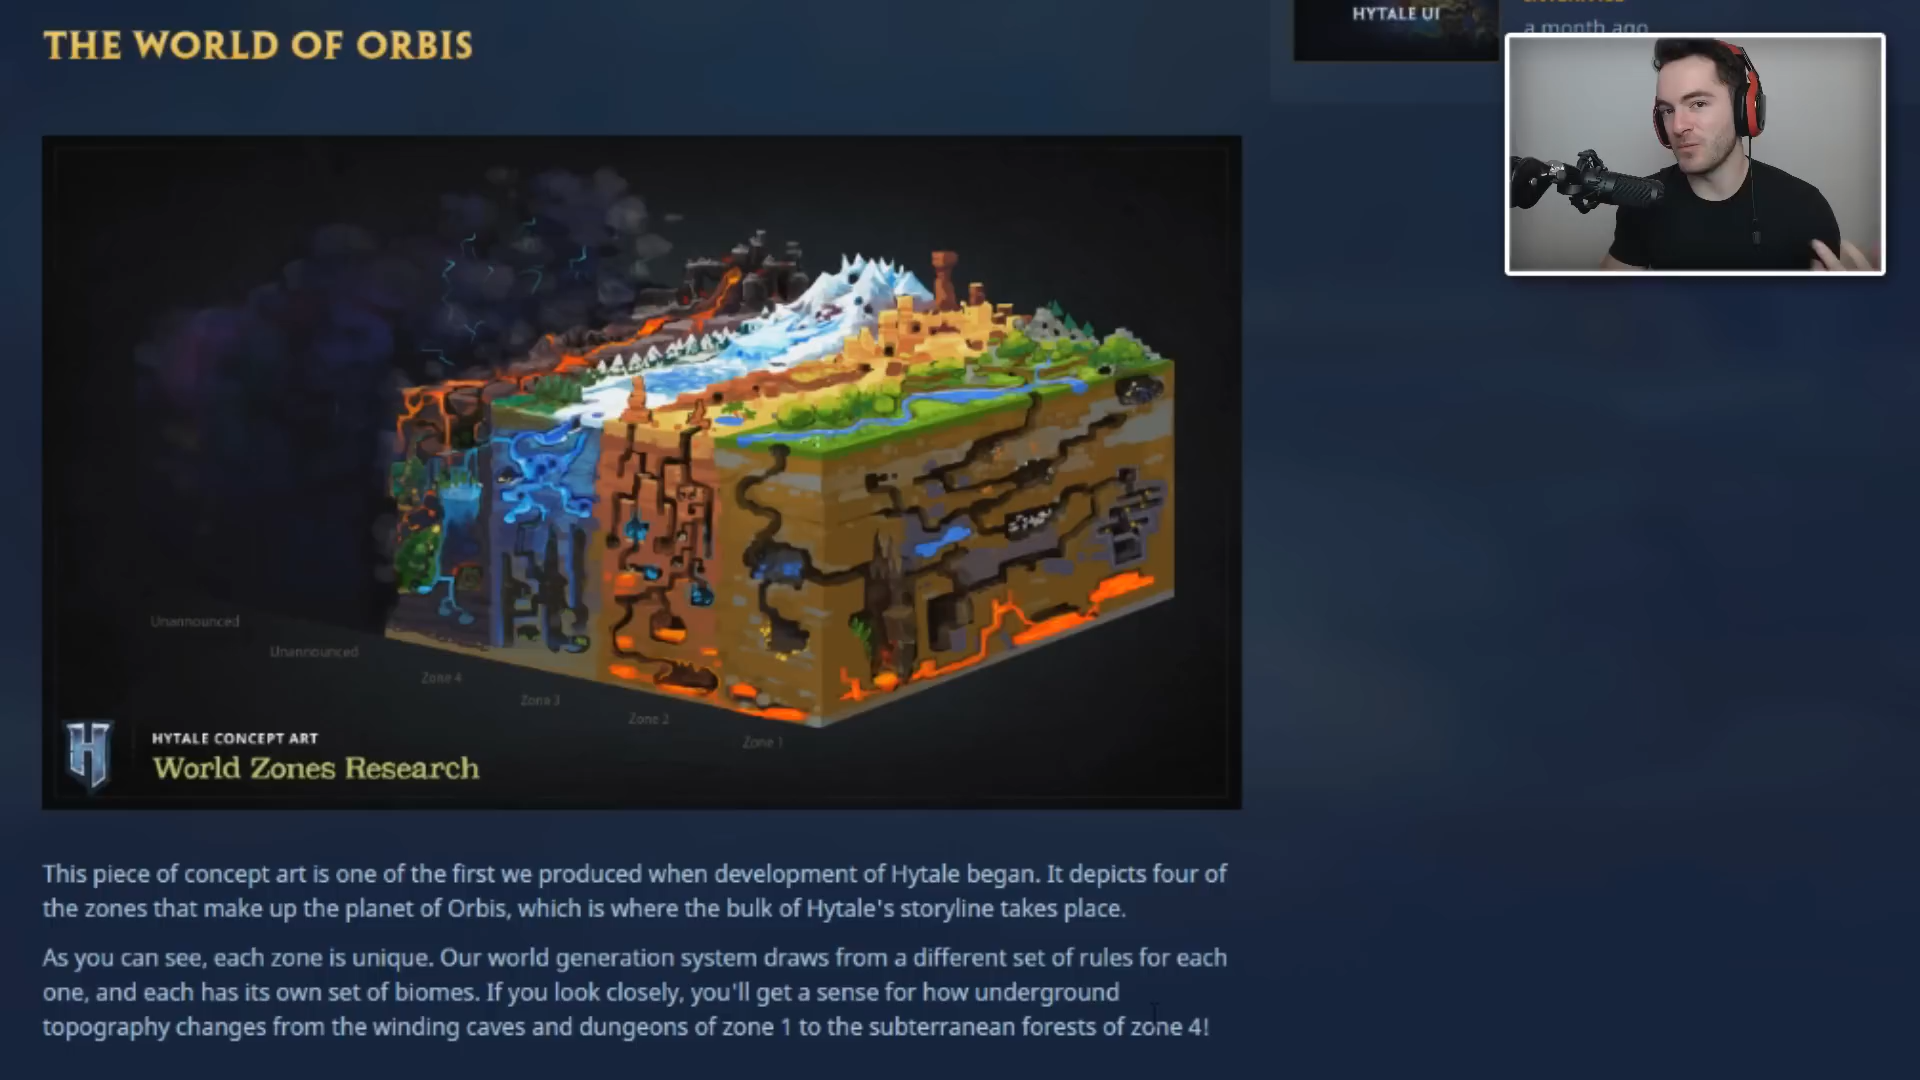 HYTALE UI
THE WORLD OF ORBIS
a month ago
Unannounced
Unannounced
Zone 4
Zone 3
Zone 2
Zone 1
HYTALE CONCEPT ART
World Zones Research
This piece of concept art is one of the first we produced when development of Hytale began. It depicts four of
the zones that make up the planet of Orbis, which is where the bulk of Hytale's storyline takes place.
As you can see, each zone is unique. Our world generation system draws from a different set of rules for each
one, and each has its own set of biomes. If you look closely, you'll get a sense for how underground
topography changes from the winding caves and dungeons of zone 1 to the subterranean forests of zone 4!